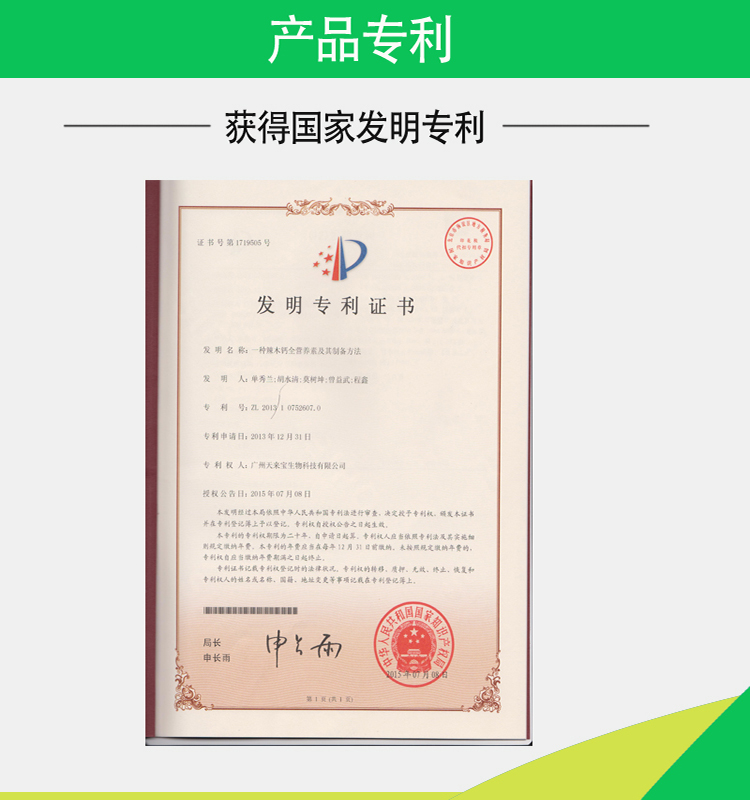 产品专利
获得国家发明专利
证书号第1719505号
发明专利证书
发明名称：一种辣木钙全营养素及其制备方法
发明人：单秀兰;胡水清;莫树坤;曾益武;程鑫
专利号：ZL 2013 1 0752607.0
专利申请日：2013年12月31日
专利权人：广州天来宝生物科技有限公司
授权公告日：2015年07月08日
本发明经过本局依照中华人民共和国专利法进行审查，决定授予专利权，颁发本证书
并在专利登记簿上予以登记。专利权自授权公告之日起生效。
本专利的专利权期限为二十年，自申请日起算。专利权人应当依照专利法及其实施细
则规定缴纳年费。本专利的年费应当在每年12月31日前缴纳。未按照规定缴纳年费的，
专利权自应当缴纳年费期满之日起终止。
专利证书记载专利权登记时的法律状况。专利权的转移、质押、无效、终止、恢复和
专利权人的姓名或名称、国籍、地址变更等事项记载在专利登记簿上。
局长
申长雨
申长雨
中华人民共和国国家知识产权局
2015年07月08日
第1页(共1页)